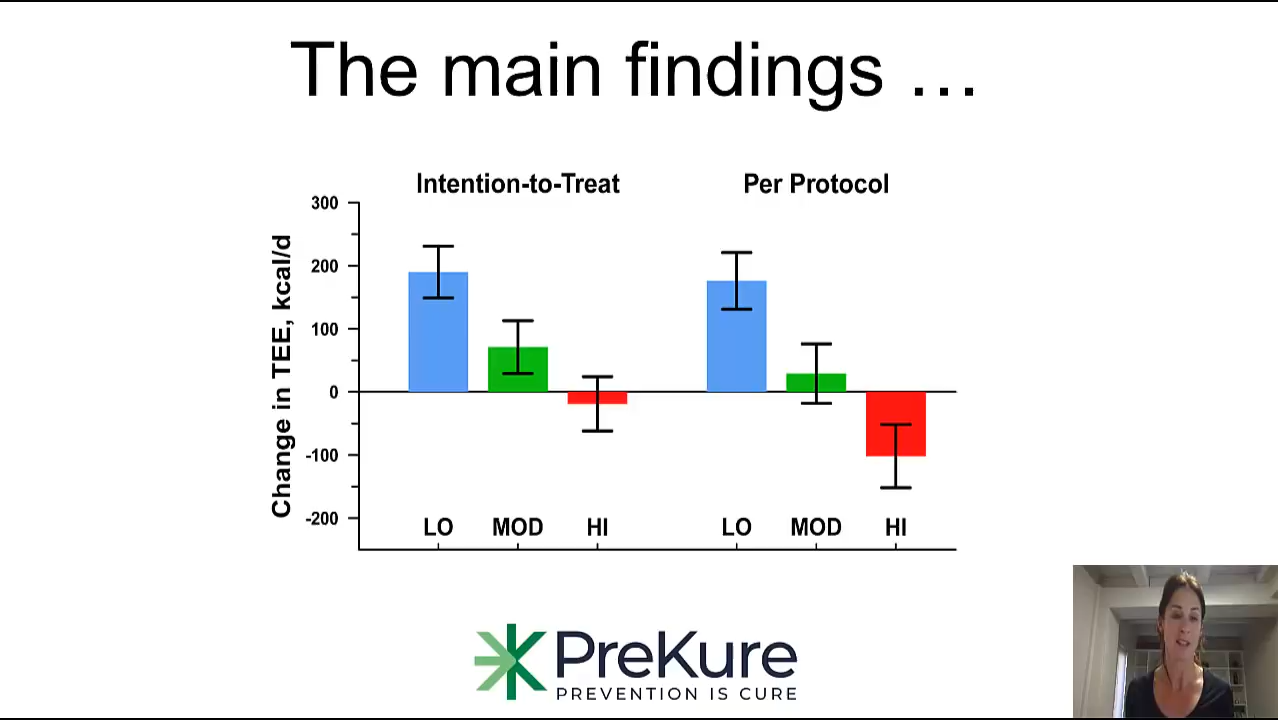 The main findings …
Intention-to-Treat
Per Protocol
Change in TEE, kcal/d
300
200
100
0
-100
-200
LO MOD HI LO MOD HI
PreKure
PREVENTION IS CURE